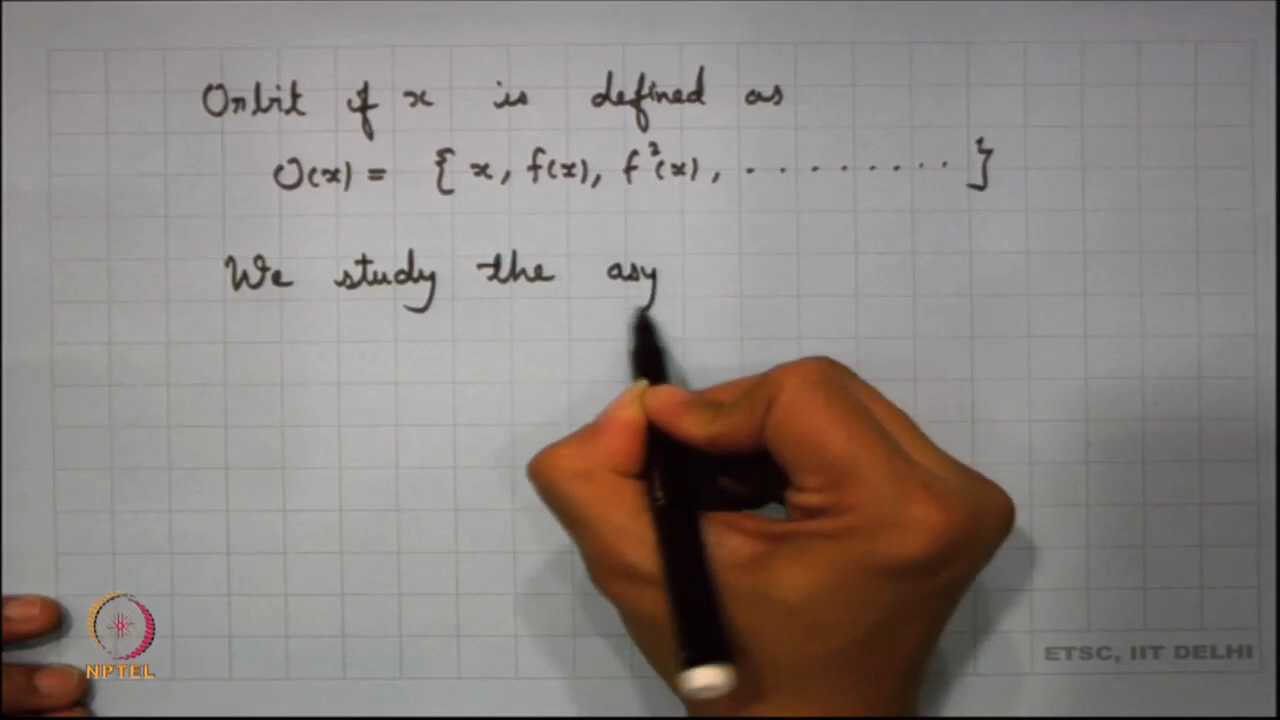 Orbit of x is defined as
O(x) = { x, f(x), f²(x), . . . . . . . . . }
We study the asy
NPTEL
ETSC, IIT DELHI